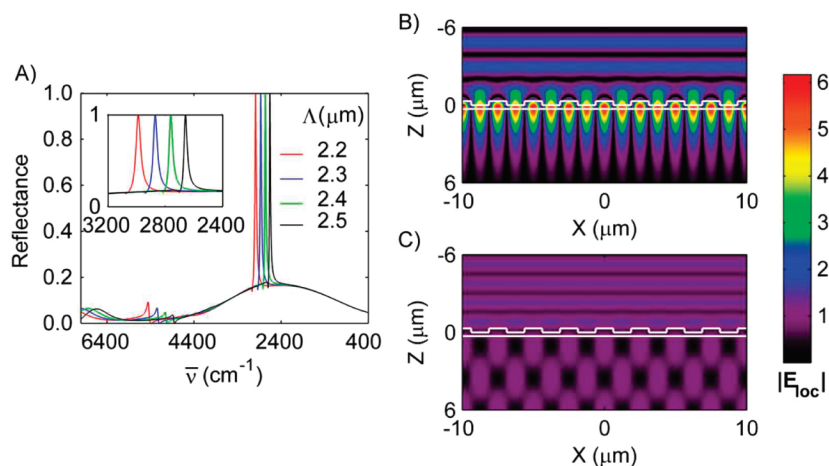 A)
Reflectance
1.0
0.8
0.6
0.4
0.2
0.0
6400 4400 2400 400
ν̅ (cm⁻¹)
1
0
3200 2800 2400
Λ(μm)
2.2
2.3
2.4
2.5
B)
Z (μm)
-6
0
6
-10 0 10
X (μm)
C)
Z (μm)
-6
0
6
-10 0 10
X (μm)
6
5
4
3
2
1
|E_loc|